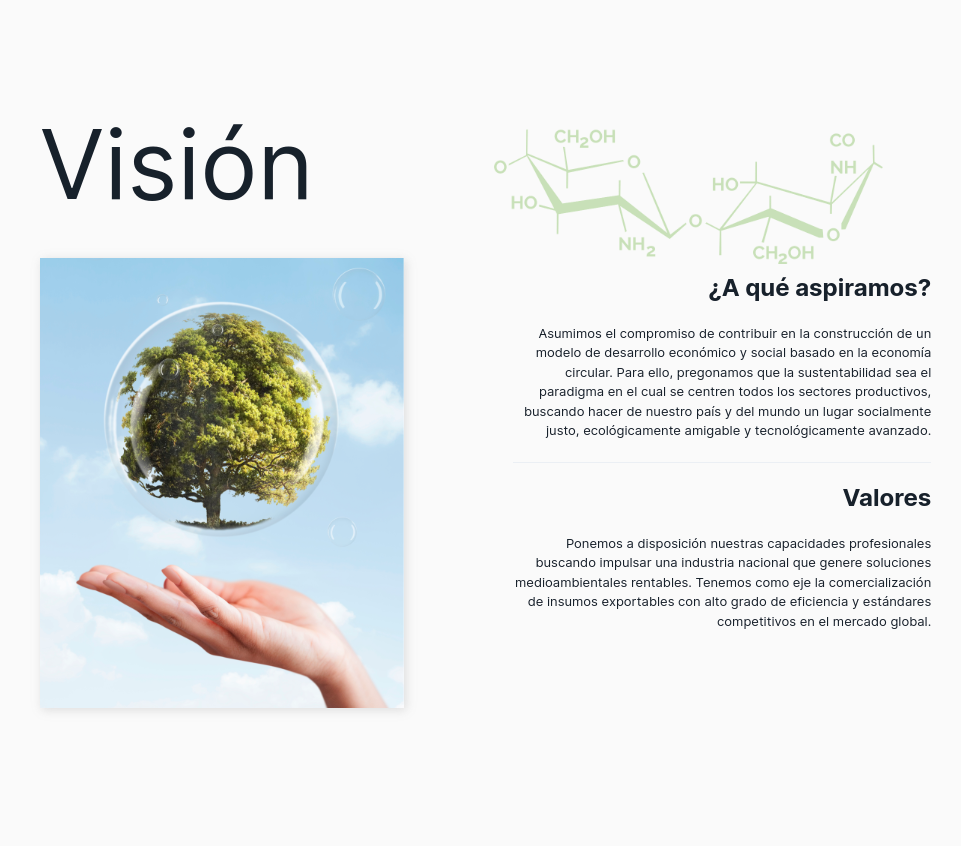 Visión
CH2OH
CO
O
O
NH
HO
HO
O
NH2
O
CH2OH
¿A qué aspiramos?
Asumimos el compromiso de contribuir en la construcción de un
modelo de desarrollo económico y social basado en la economía
circular. Para ello, pregonamos que la sustentabilidad sea el
paradigma en el cual se centren todos los sectores productivos,
buscando hacer de nuestro país y del mundo un lugar socialmente
justo, ecológicamente amigable y tecnológicamente avanzado.
Valores
Ponemos a disposición nuestras capacidades profesionales
buscando impulsar una industria nacional que genere soluciones
medioambientales rentables. Tenemos como eje la comercialización
de insumos exportables con alto grado de eficiencia y estándares
competitivos en el mercado global.